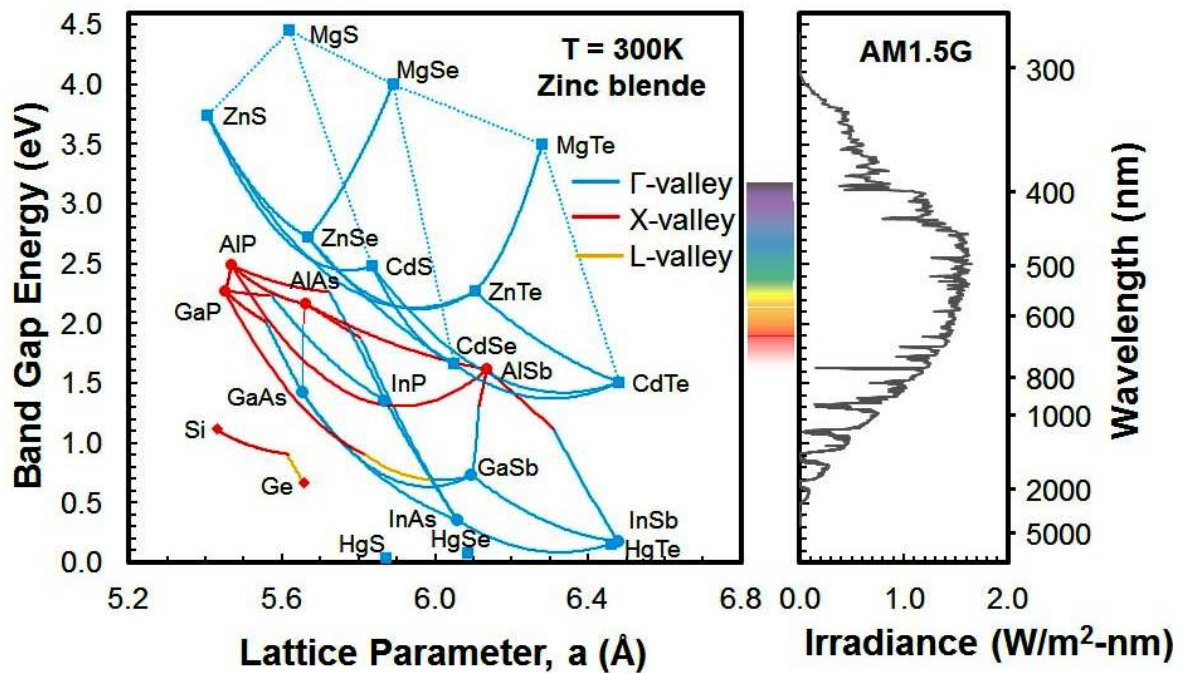 4.5
4.0
3.5
3.0
2.5
2.0
1.5
1.0
0.5
0.0
Band Gap Energy (eV)
5.2
5.6
6.0
6.4
6.8
Lattice Parameter, a (Å)
T = 300K
Zinc blende
MgS
MgSe
ZnS
MgTe
Γ-valley
X-valley
L-valley
ZnSe
AlP
CdS
AlAs
ZnTe
GaP
CdSe
AlSb
InP
CdTe
GaAs
Si
Ge
GaSb
InAs
InSb
HgS
HgSe
HgTe
AM1.5G
300
400
500
600
800
1000
2000
5000
Wavelength (nm)
0.0
1.0
2.0
Irradiance (W/m²-nm)